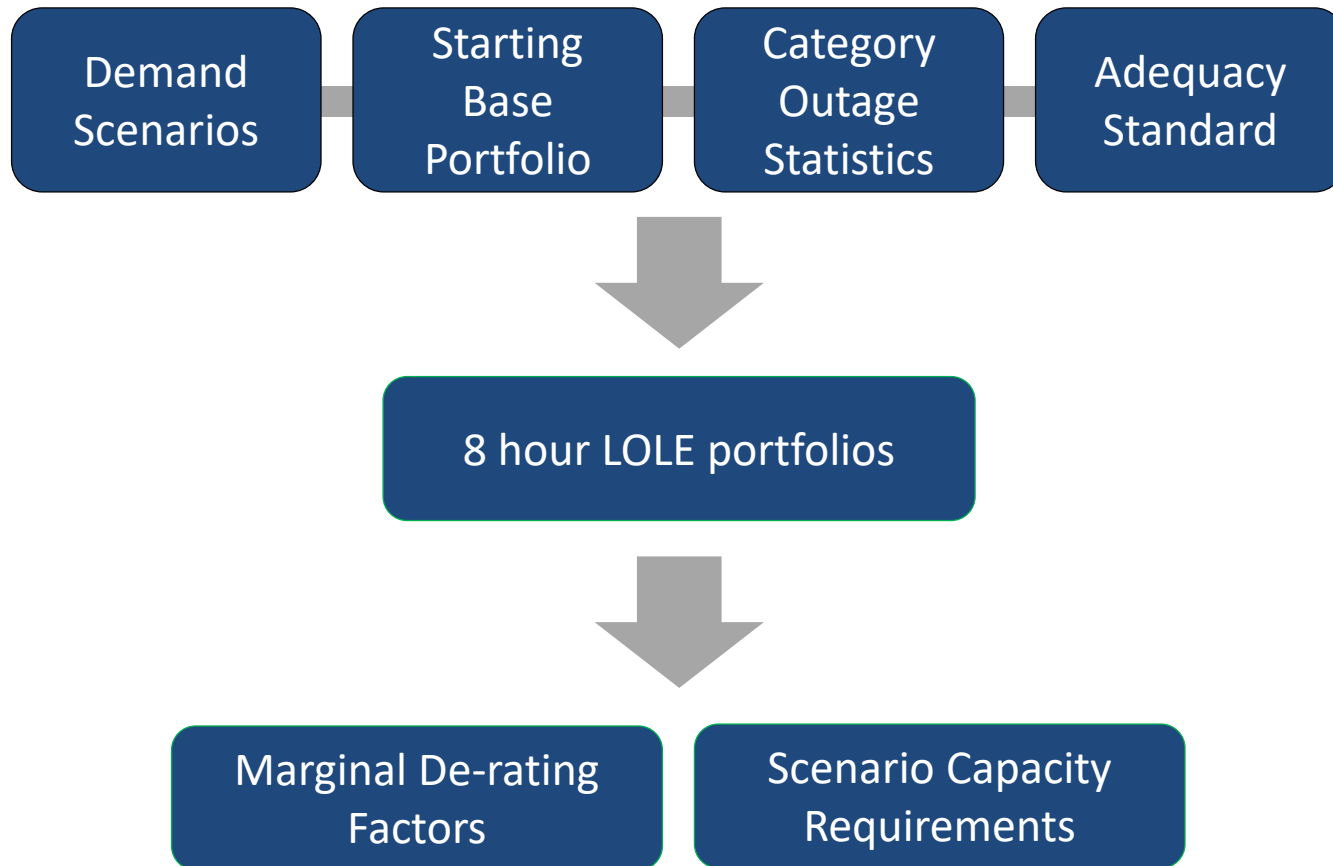 Demand
Scenarios
Starting
Base
Portfolio
Category
Outage
Statistics
Adequacy
Standard
8 hour LOLE portfolios
Marginal De-rating
Factors
Scenario Capacity
Requirements